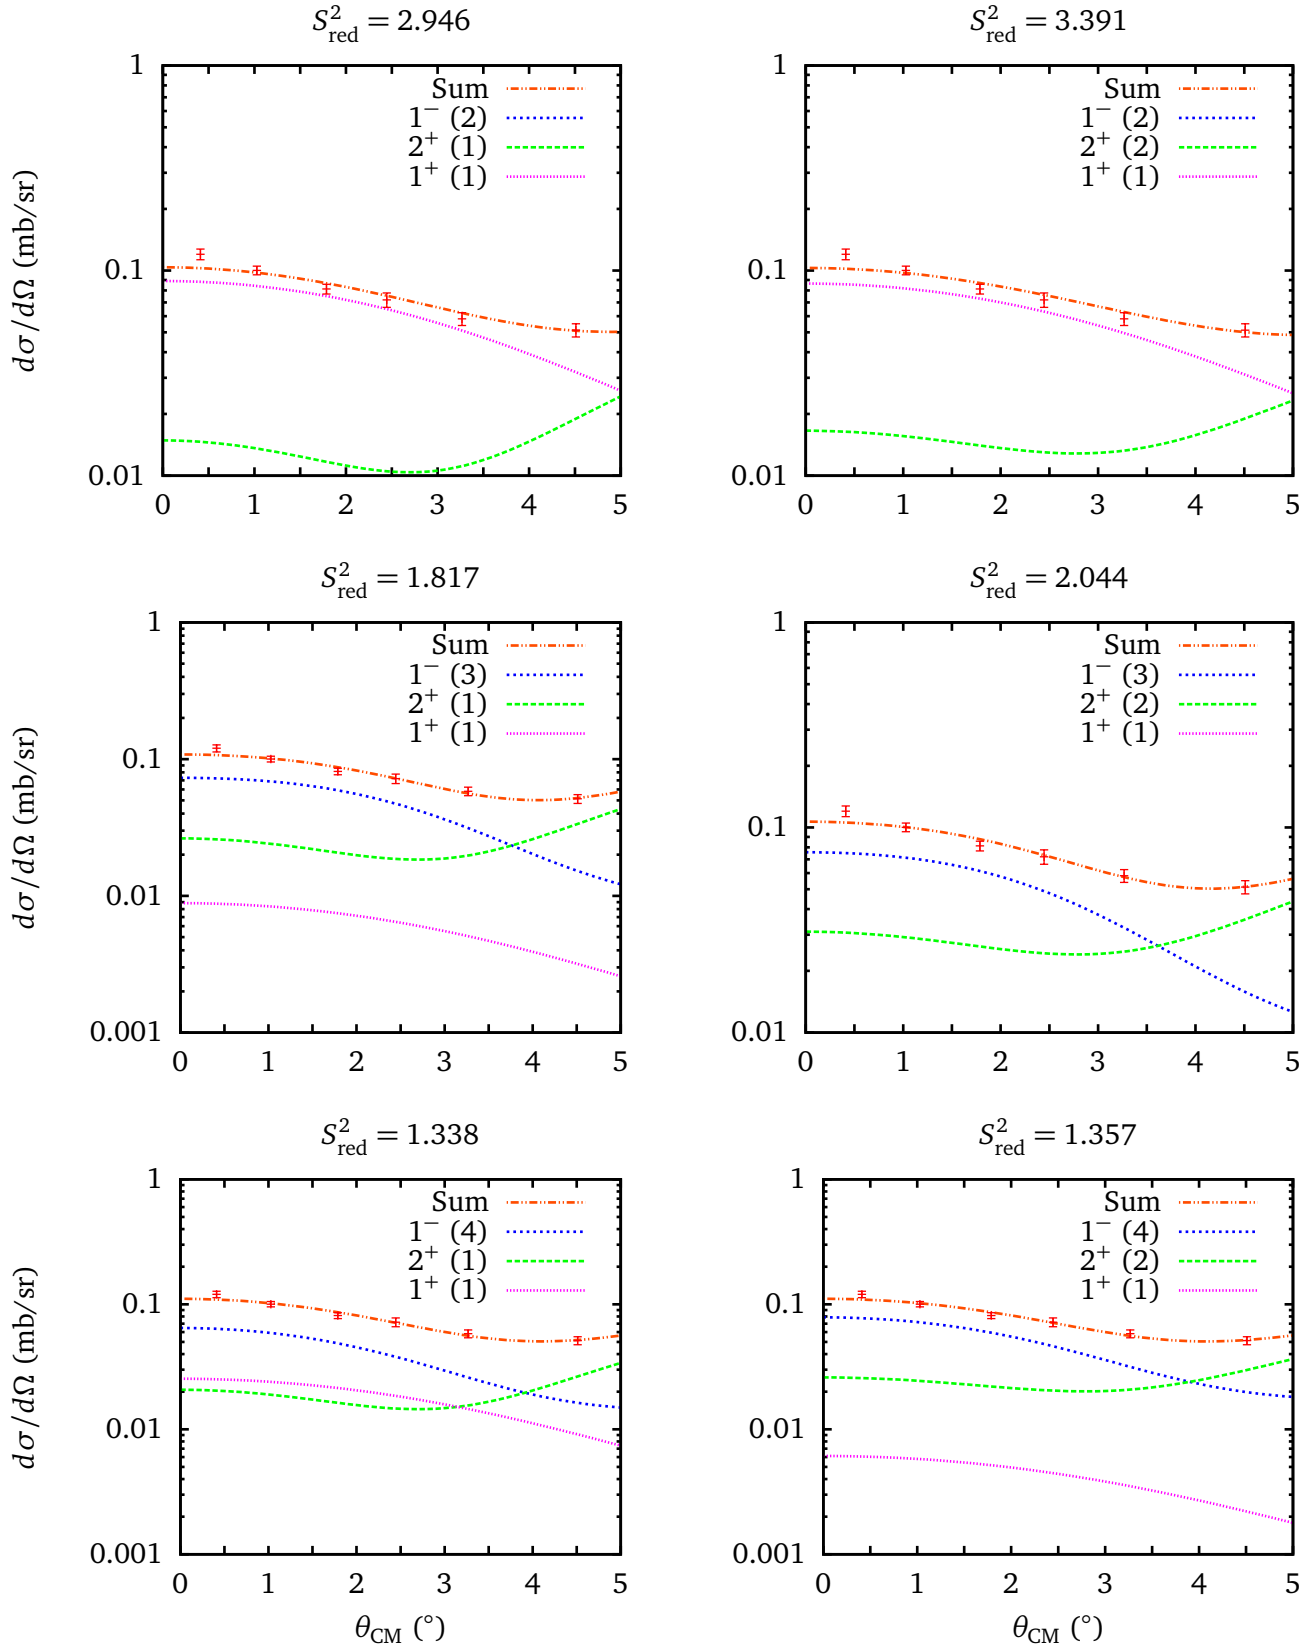 S²red = 2.946
1
0.1
0.01
dσ/dΩ (mb/sr)
Sum
1⁻ (2)
2⁺ (1)
1⁺ (1)
0 1 2 3 4 5
S²red = 3.391
1
0.1
0.01
Sum
1⁻ (2)
2⁺ (2)
1⁺ (1)
0 1 2 3 4 5
S²red = 1.817
1
0.1
0.01
0.001
dσ/dΩ (mb/sr)
Sum
1⁻ (3)
2⁺ (1)
1⁺ (1)
0 1 2 3 4 5
S²red = 2.044
1
0.1
0.01
Sum
1⁻ (3)
2⁺ (2)
1⁺ (1)
0 1 2 3 4 5
S²red = 1.338
1
0.1
0.01
0.001
dσ/dΩ (mb/sr)
Sum
1⁻ (4)
2⁺ (1)
1⁺ (1)
0 1 2 3 4 5
θCM (°)
S²red = 1.357
1
0.1
0.01
0.001
Sum
1⁻ (4)
2⁺ (2)
1⁺ (1)
0 1 2 3 4 5
θCM (°)